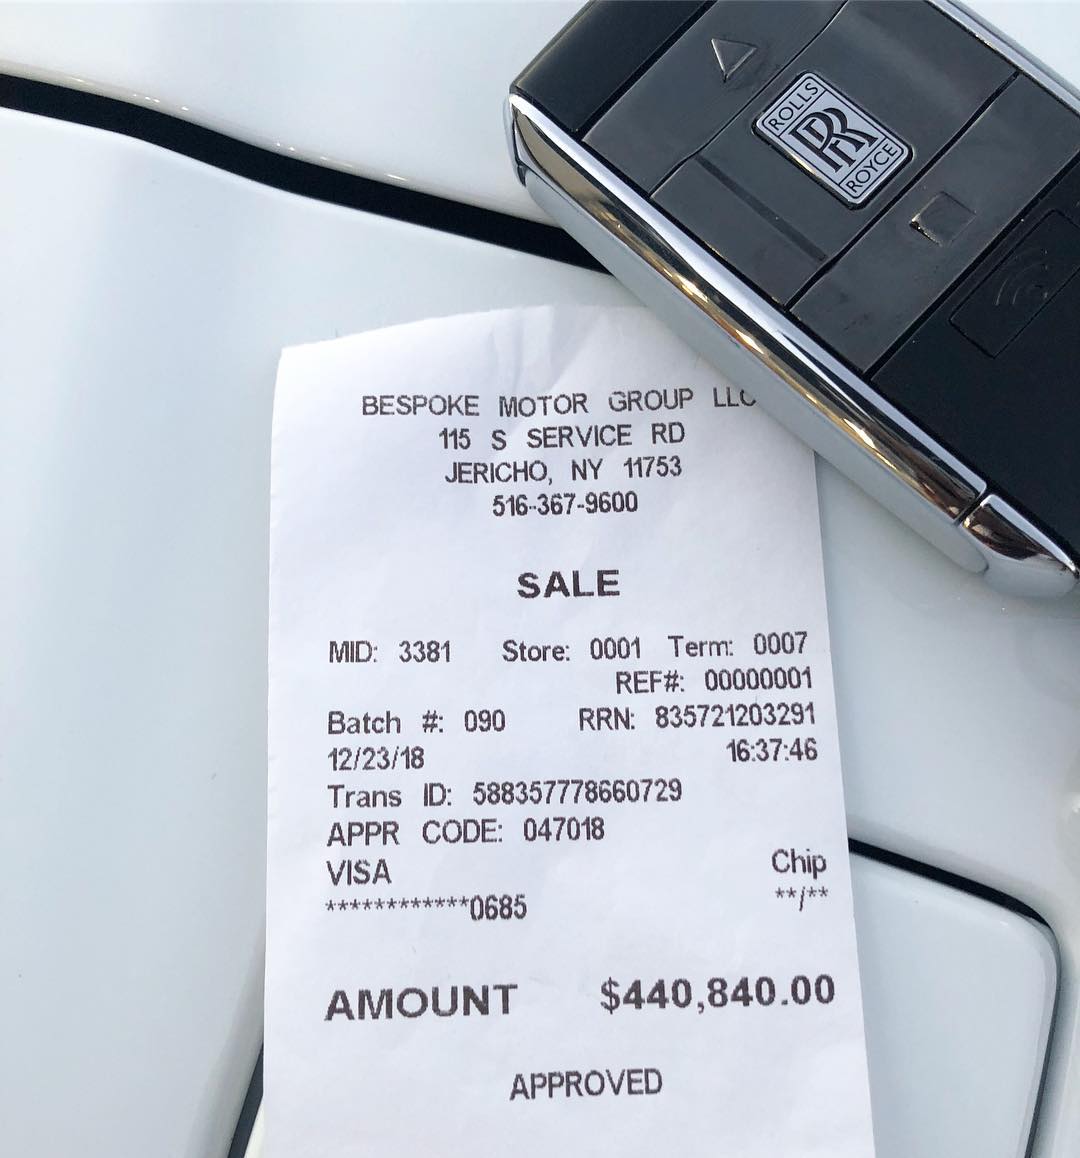 ROLLS
RR
ROYCE
BESPOKE MOTOR GROUP LLC
115 S SERVICE RD
JERICHO, NY 11753
516-367-9600
SALE
MID: 3381 Store: 0001 Term: 0007
REF#: 00000001
Batch #: 090 RRN: 835721203291
12/23/18 16:37:46
Trans ID: 588357778660729
APPR CODE: 047018
VISA Chip
************0685 **/**
AMOUNT $440,840.00
APPROVED